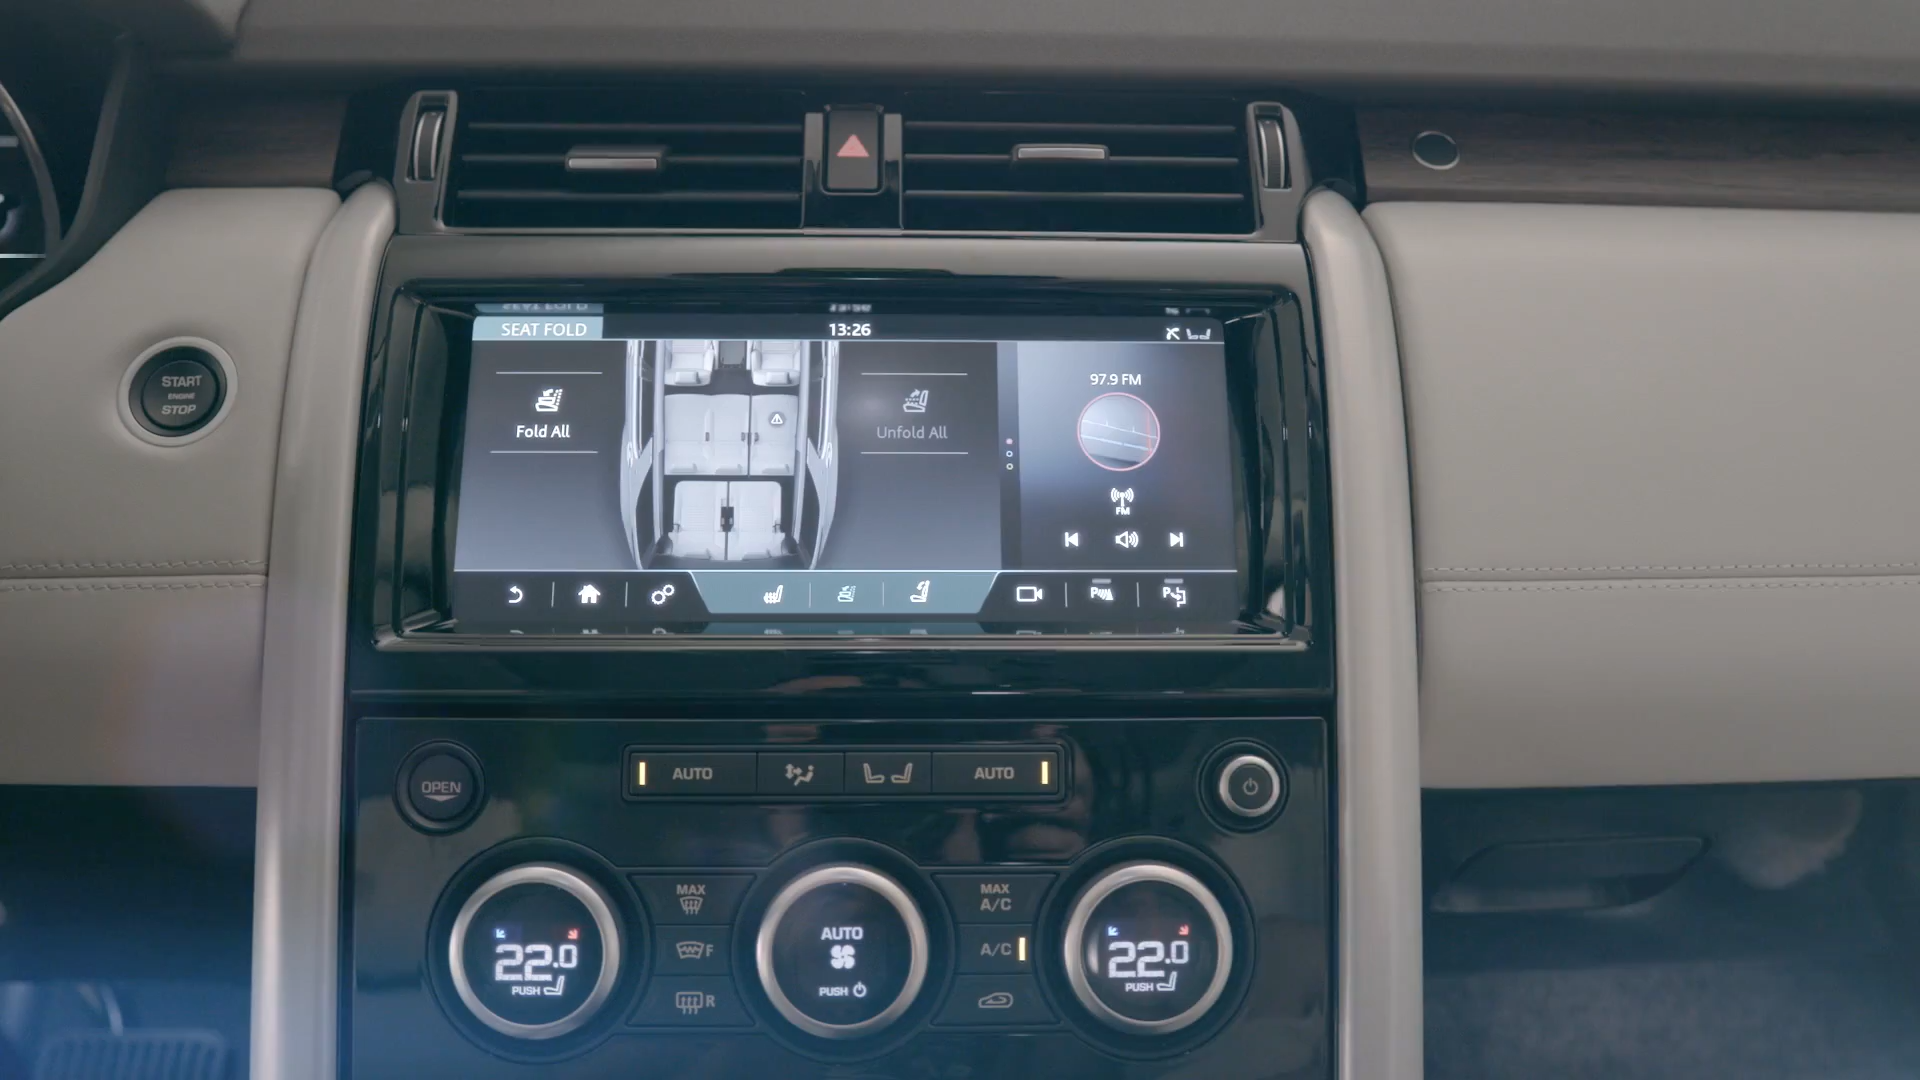 SEAT FOLD
13:26
START
ENGINE
STOP
97.9 FM
Fold All
Unfold All
FM
P
P
OPEN
AUTO
AUTO
MAX
MAX
A/C
AUTO
F
A/C
22.0
22.0
PUSH
PUSH
PUSH
R